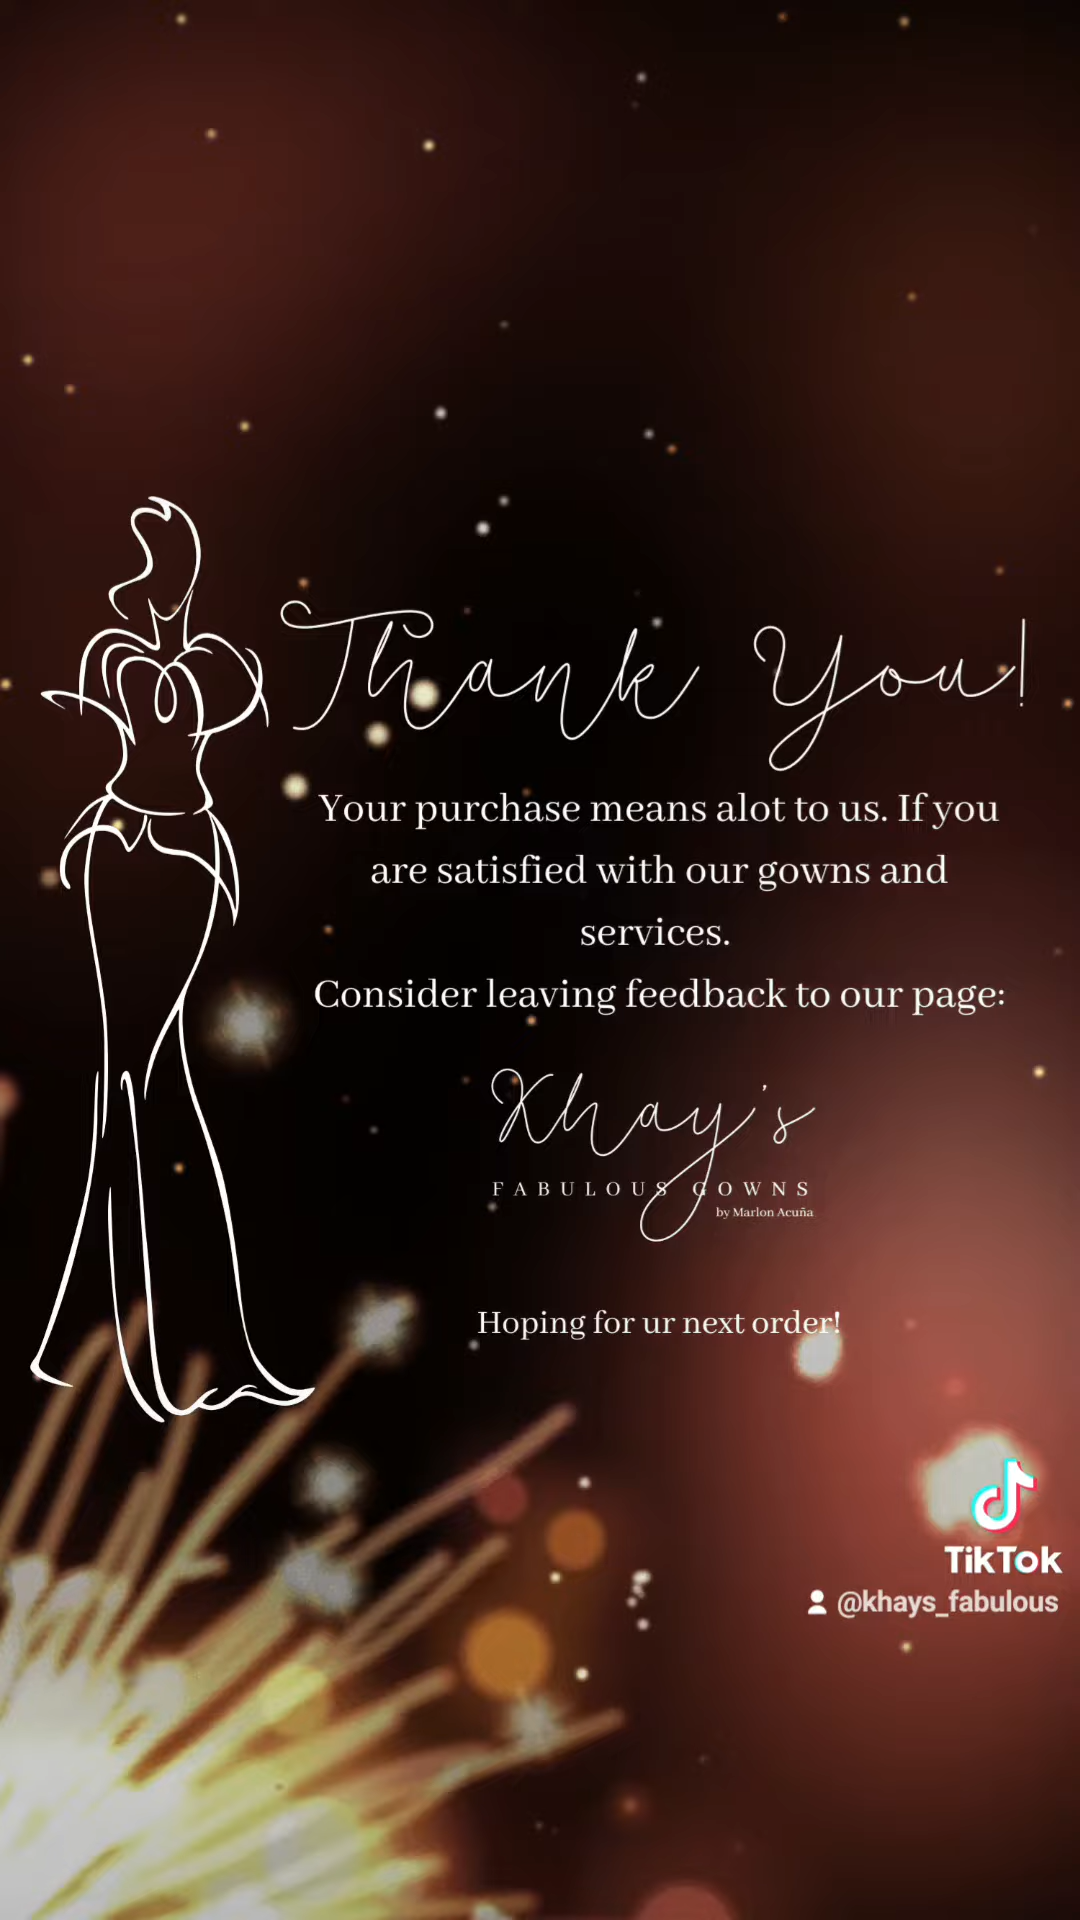 Thank You!
Your purchase means alot to us. If you
are satisfied with our gowns and
services.
Consider leaving feedback to our page:
Khay's
FABULOUS GOWNS
by Marlon Acuña
Hoping for ur next order!
TikTok
@khays_fabulous